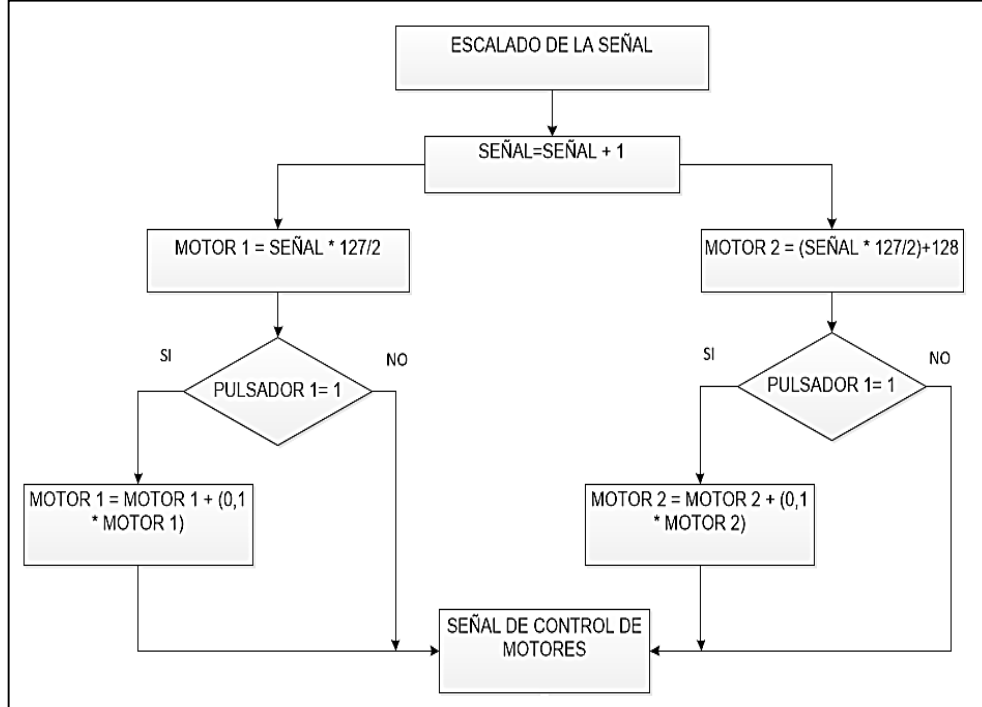 ESCALADO DE LA SEÑAL
SEÑAL=SEÑAL + 1
MOTOR 1 = SEÑAL * 127/2
MOTOR 2 = (SEÑAL * 127/2)+128
SI
NO
PULSADOR 1= 1
SI
NO
PULSADOR 1= 1
MOTOR 1 = MOTOR 1 + (0,1
* MOTOR 1)
MOTOR 2 = MOTOR 2 + (0,1
* MOTOR 2)
SEÑAL DE CONTROL DE
MOTORES